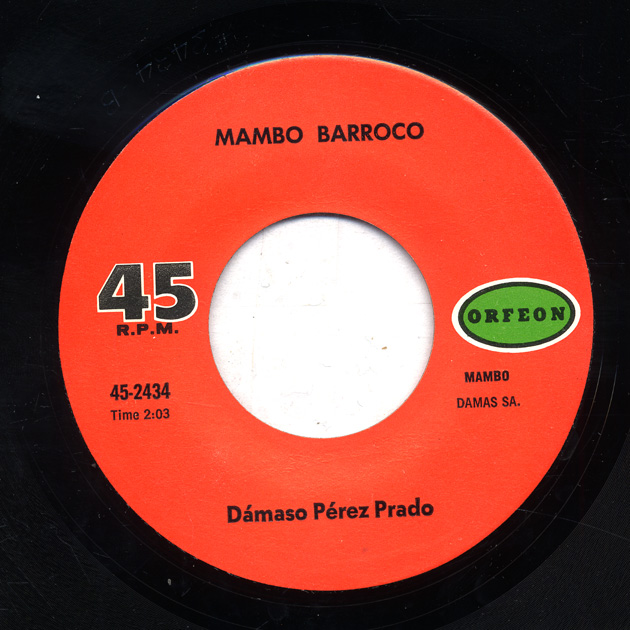 MAMBO BARROCO
45
R.P.M.
ORFEON
45-2434
Time 2:03
MAMBO
DAMAS SA.
Dámaso Pérez Prado